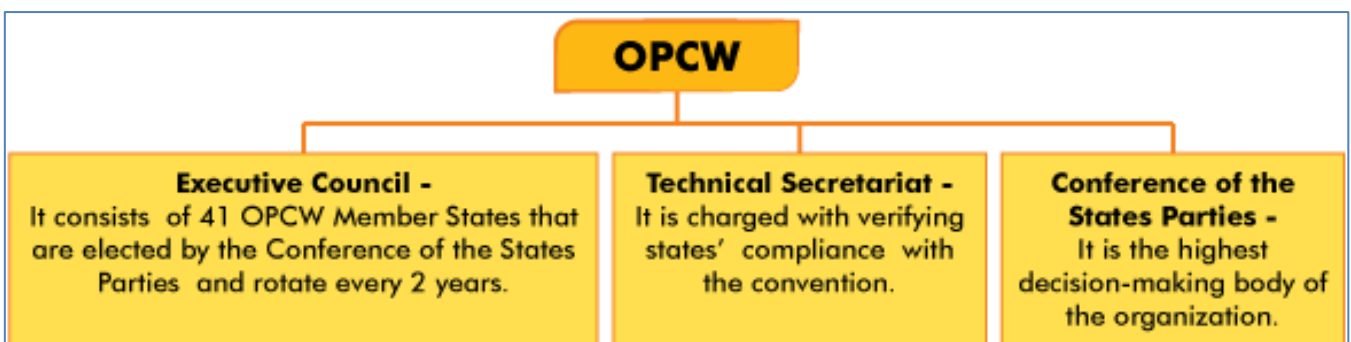 OPCW
Executive Council -
It consists of 41 OPCW Member States that
are elected by the Conference of the States
Parties and rotate every 2 years.
Technical Secretariat -
It is charged with verifying
states’ compliance with
the convention.
Conference of the
States Parties -
It is the highest
decision-making body of
the organization.